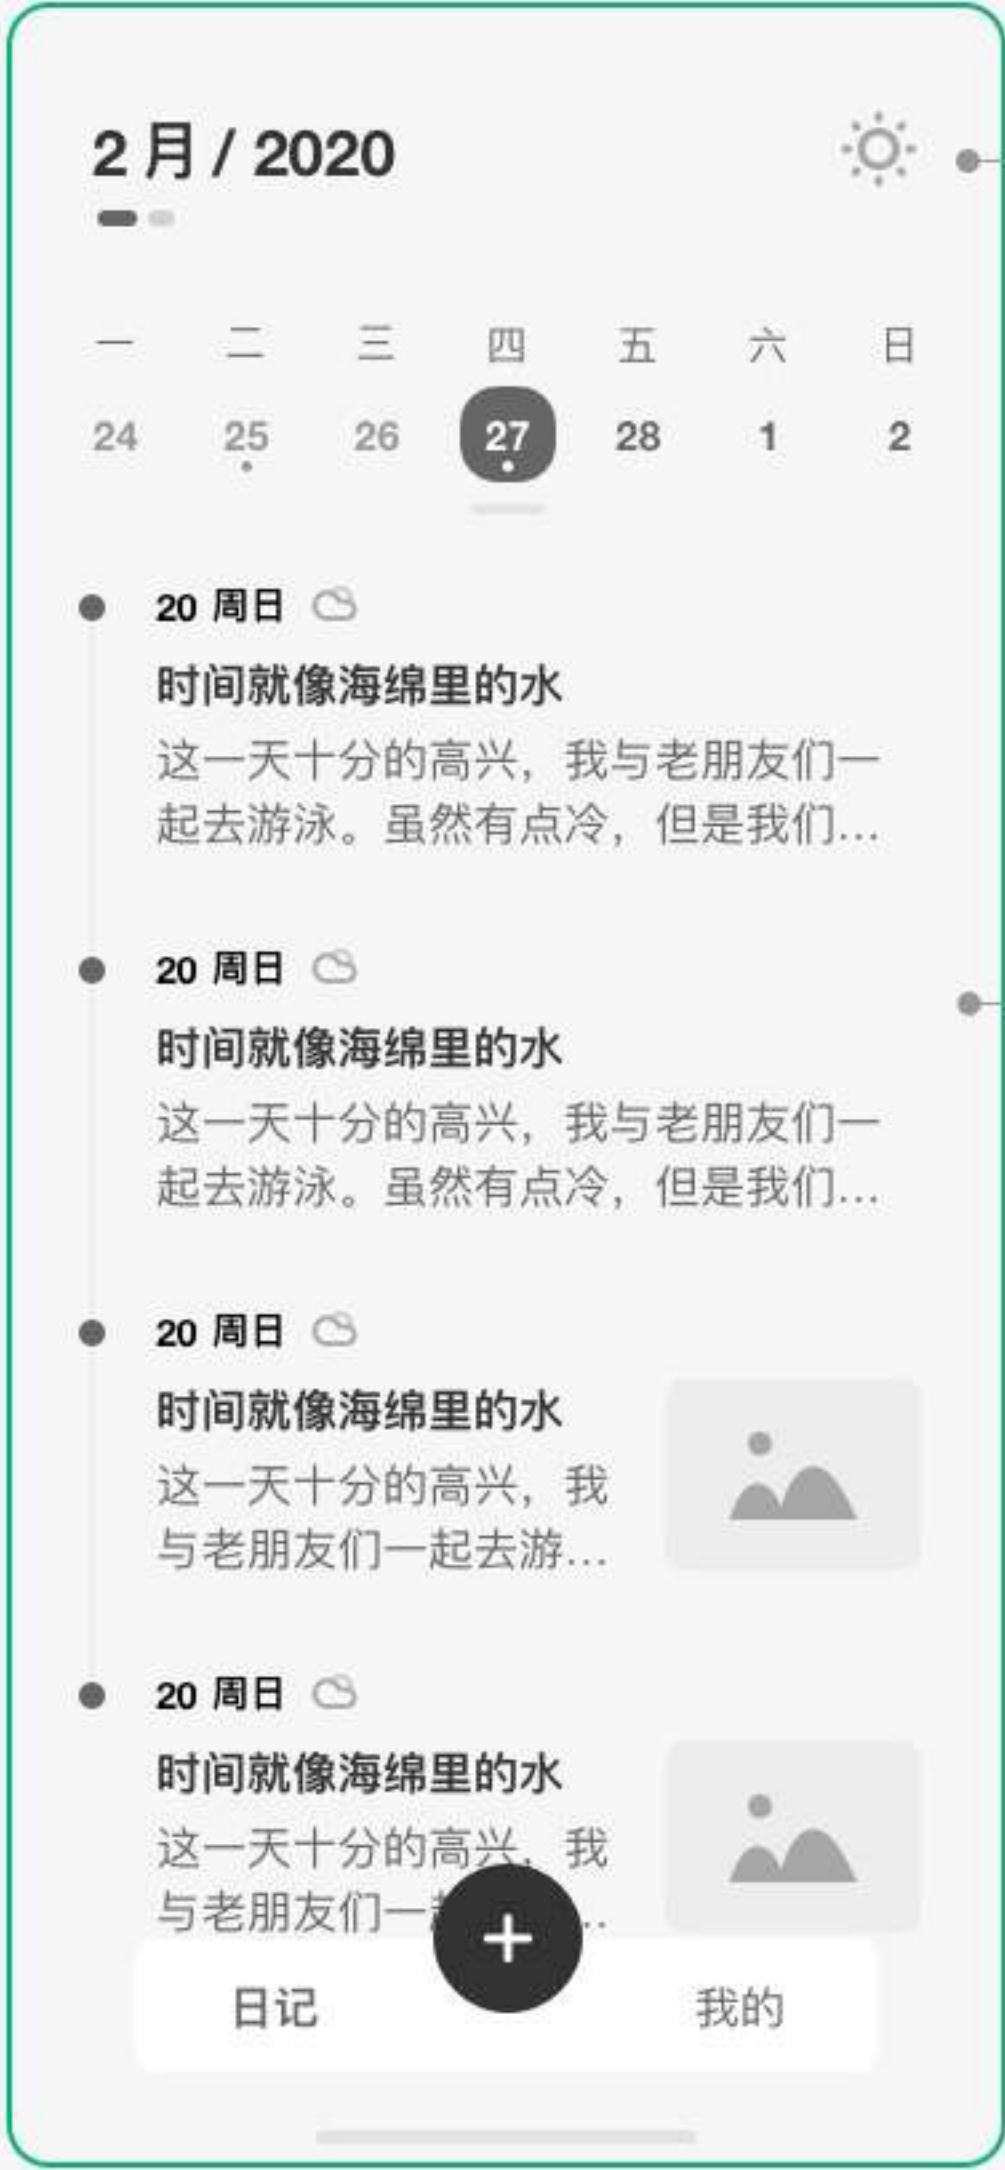 2 月 / 2020
一 二 三 四 五 六 日
24 25 26 27 28 1 2
20 周日
时间就像海绵里的水
这一天十分的高兴，我与老朋友们一
起去游泳。虽然有点冷，但是我们...
20 周日
时间就像海绵里的水
这一天十分的高兴，我与老朋友们一
起去游泳。虽然有点冷，但是我们...
20 周日
时间就像海绵里的水
这一天十分的高兴，我
与老朋友们一起去游...
20 周日
时间就像海绵里的水
这一天十分的高兴，我
与老朋友们一
日记 我的